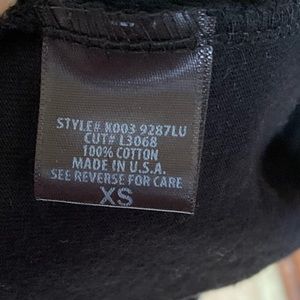 STYLE# K003 9287LU
CUT# L3068
100% COTTON
MADE IN U.S.A.
SEE REVERSE FOR CARE
XS